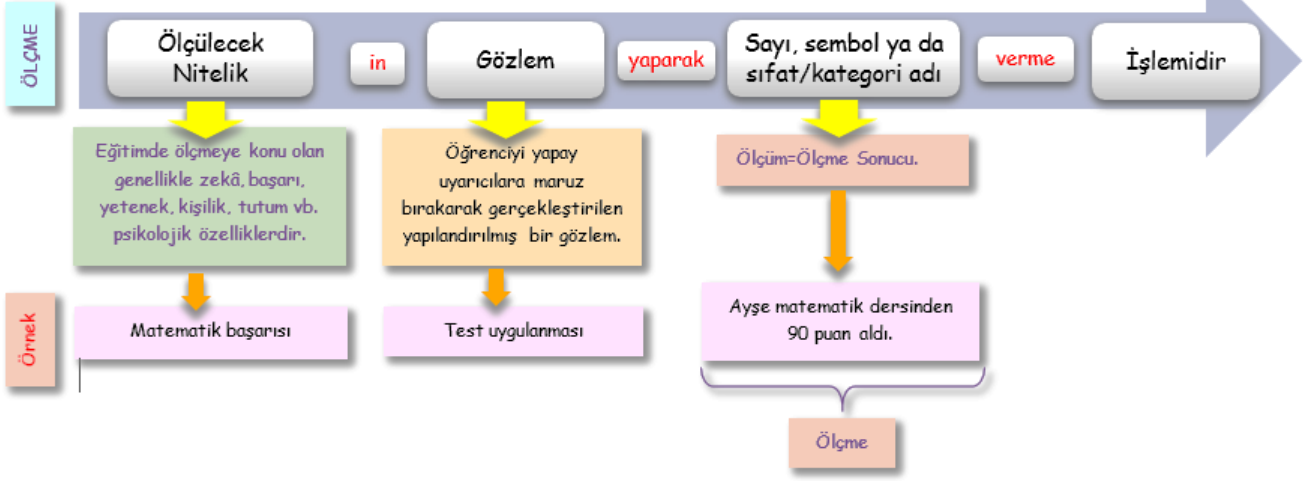 ÖLÇME
Ölçülecek
Nitelik
in
Gözlem
yaparak
Sayı, sembol ya da
sıfat/kategori adı
verme
İşlemidir
Eğitimde ölçmeye konu olan
genellikle zekâ, başarı,
yetenek, kişilik, tutum vb.
psikolojik özelliklerdir.
Öğrenciyi yapay
uyarıcılara maruz
bırakarak gerçekleştirilen
yapılandırılmış bir gözlem.
Ölçüm=Ölçme Sonucu.
Örnek
Matematik başarısı
Test uygulanması
Ayşe matematik dersinden
90 puan aldı.
Ölçme